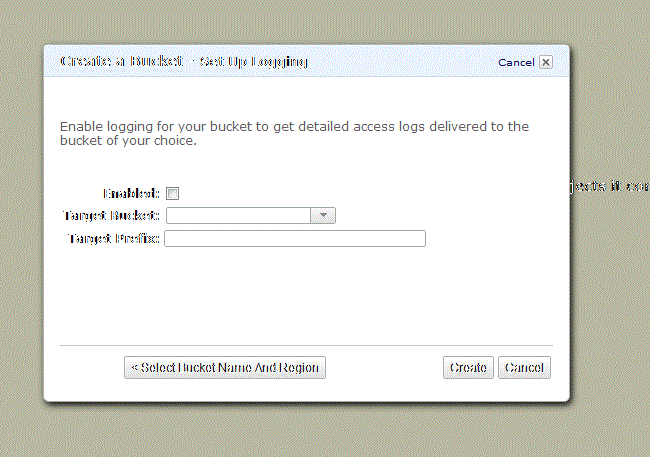 Create a Bucket - Set Up Logging
Cancel
Enable logging for your bucket to get detailed access logs delivered to the
bucket of your choice.
Enabled:
Target Bucket:
Target Prefix:
< Select Bucket Name And Region
Create
Cancel